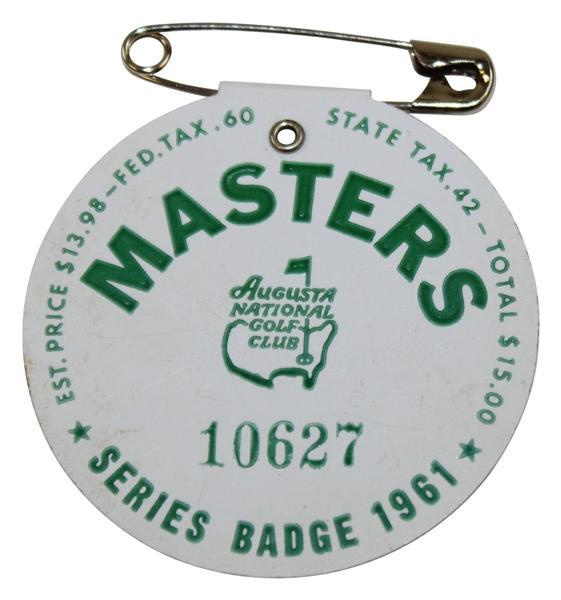 EST. PRICE $13.98-FED.TAX.60 STATE TAX.42-TOTAL $15.00
MASTERS
AUGUSTA
NATIONAL
GOLF
CLUB
10627
★ SERIES BADGE 1961 ★